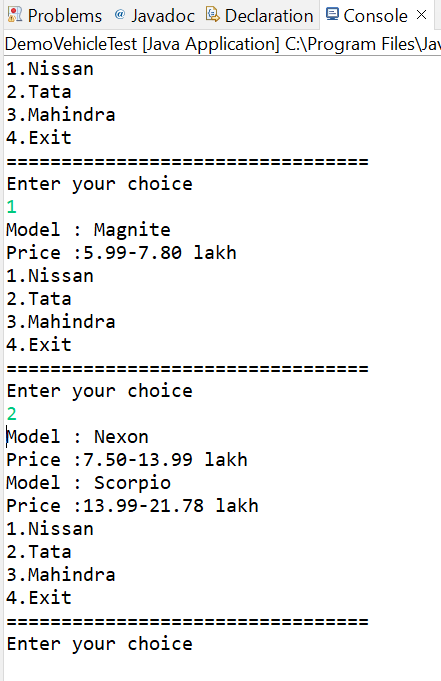 Problems @ Javadoc Declaration Console
DemoVehicleTest [Java Application] C:\Program Files\Jav
1.Nissan
2.Tata
3.Mahindra
4.Exit
=================================
Enter your choice
1
Model : Magnite
Price :5.99-7.80 lakh
1.Nissan
2.Tata
3.Mahindra
4.Exit
=================================
Enter your choice
2
Model : Nexon
Price :7.50-13.99 lakh
Model : Scorpio
Price :13.99-21.78 lakh
1.Nissan
2.Tata
3.Mahindra
4.Exit
=================================
Enter your choice